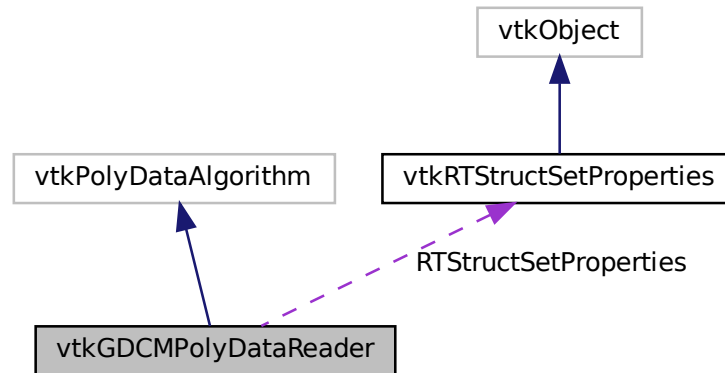 vtkObject
vtkPolyDataAlgorithm
vtkRTStructSetProperties
RTStructSetProperties
vtkGDCMPolyDataReader